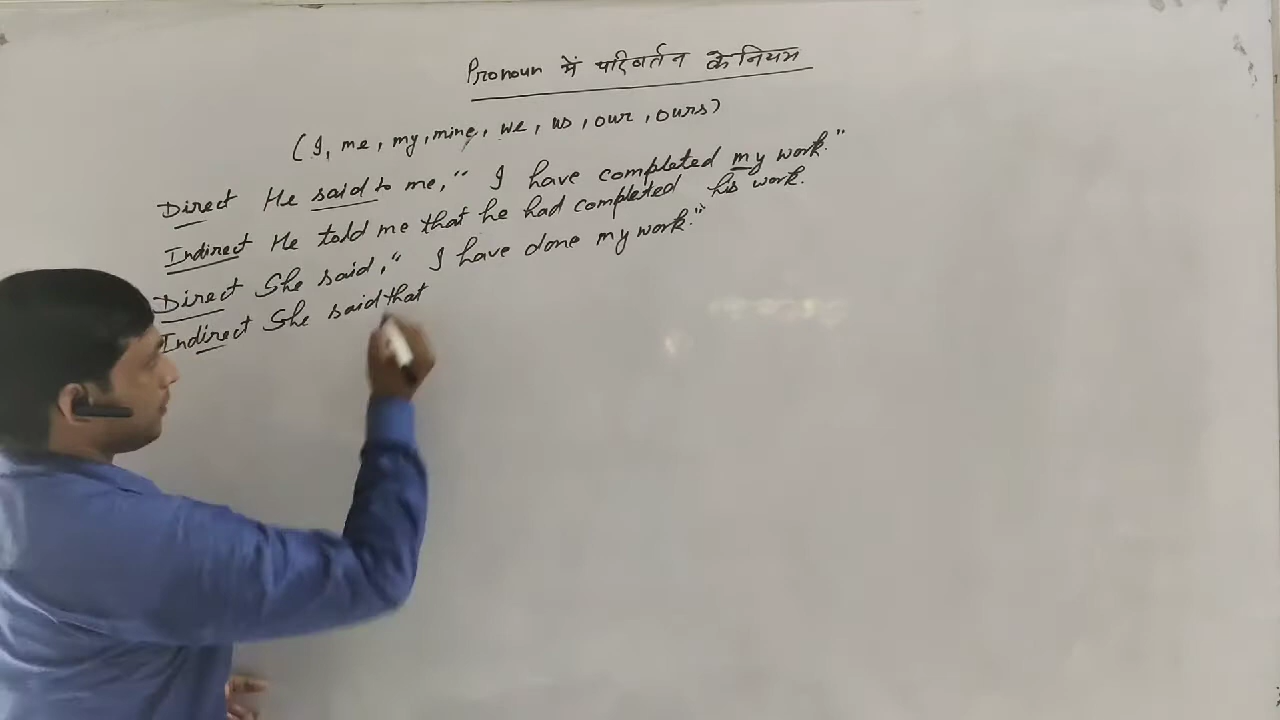 Pronoun में परिवर्तन के नियम
(I, me, my, mine, we, us, our, ours)
Direct He said to me, " I have completed my work."
Indirect He told me that he had completed his work.
Direct She said, " I have done my work."
Indirect She said that